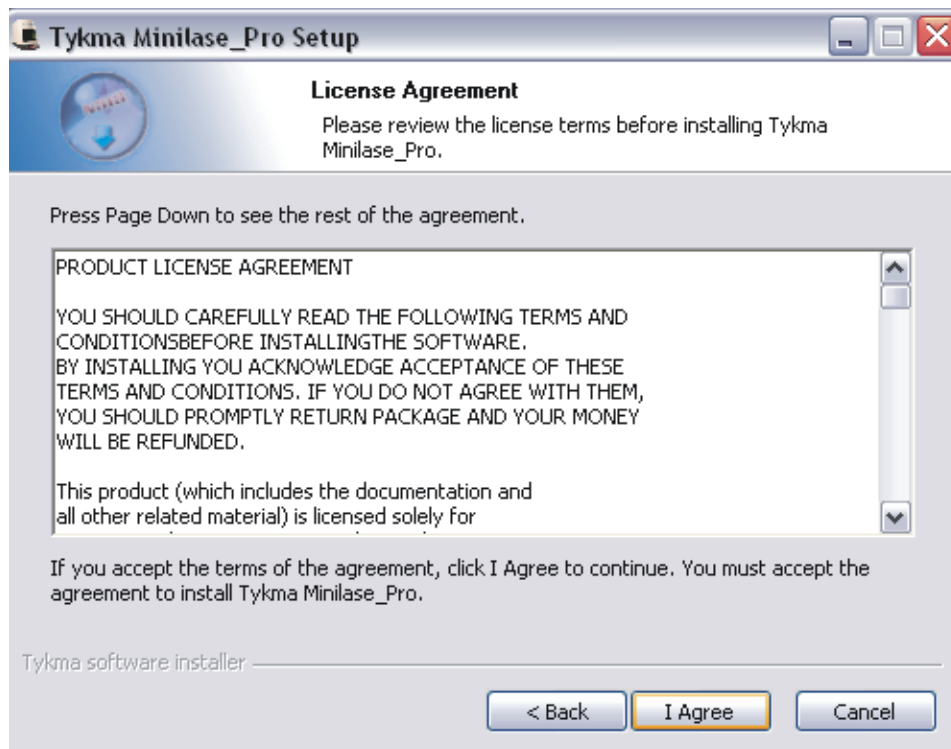 Tykma Minilase_Pro Setup
License Agreement
Please review the license terms before installing Tykma
Minilase_Pro.
Press Page Down to see the rest of the agreement.
PRODUCT LICENSE AGREEMENT
YOU SHOULD CAREFULLY READ THE FOLLOWING TERMS AND
CONDITIONSBEFORE INSTALLINGTHE SOFTWARE.
BY INSTALLING YOU ACKNOWLEDGE ACCEPTANCE OF THESE
TERMS AND CONDITIONS. IF YOU DO NOT AGREE WITH THEM,
YOU SHOULD PROMPTLY RETURN PACKAGE AND YOUR MONEY
WILL BE REFUNDED.
This product (which includes the documentation and
all other related material) is licensed solely for
If you accept the terms of the agreement, click I Agree to continue. You must accept the
agreement to install Tykma Minilase_Pro.
Tykma software installer
< Back
I Agree
Cancel